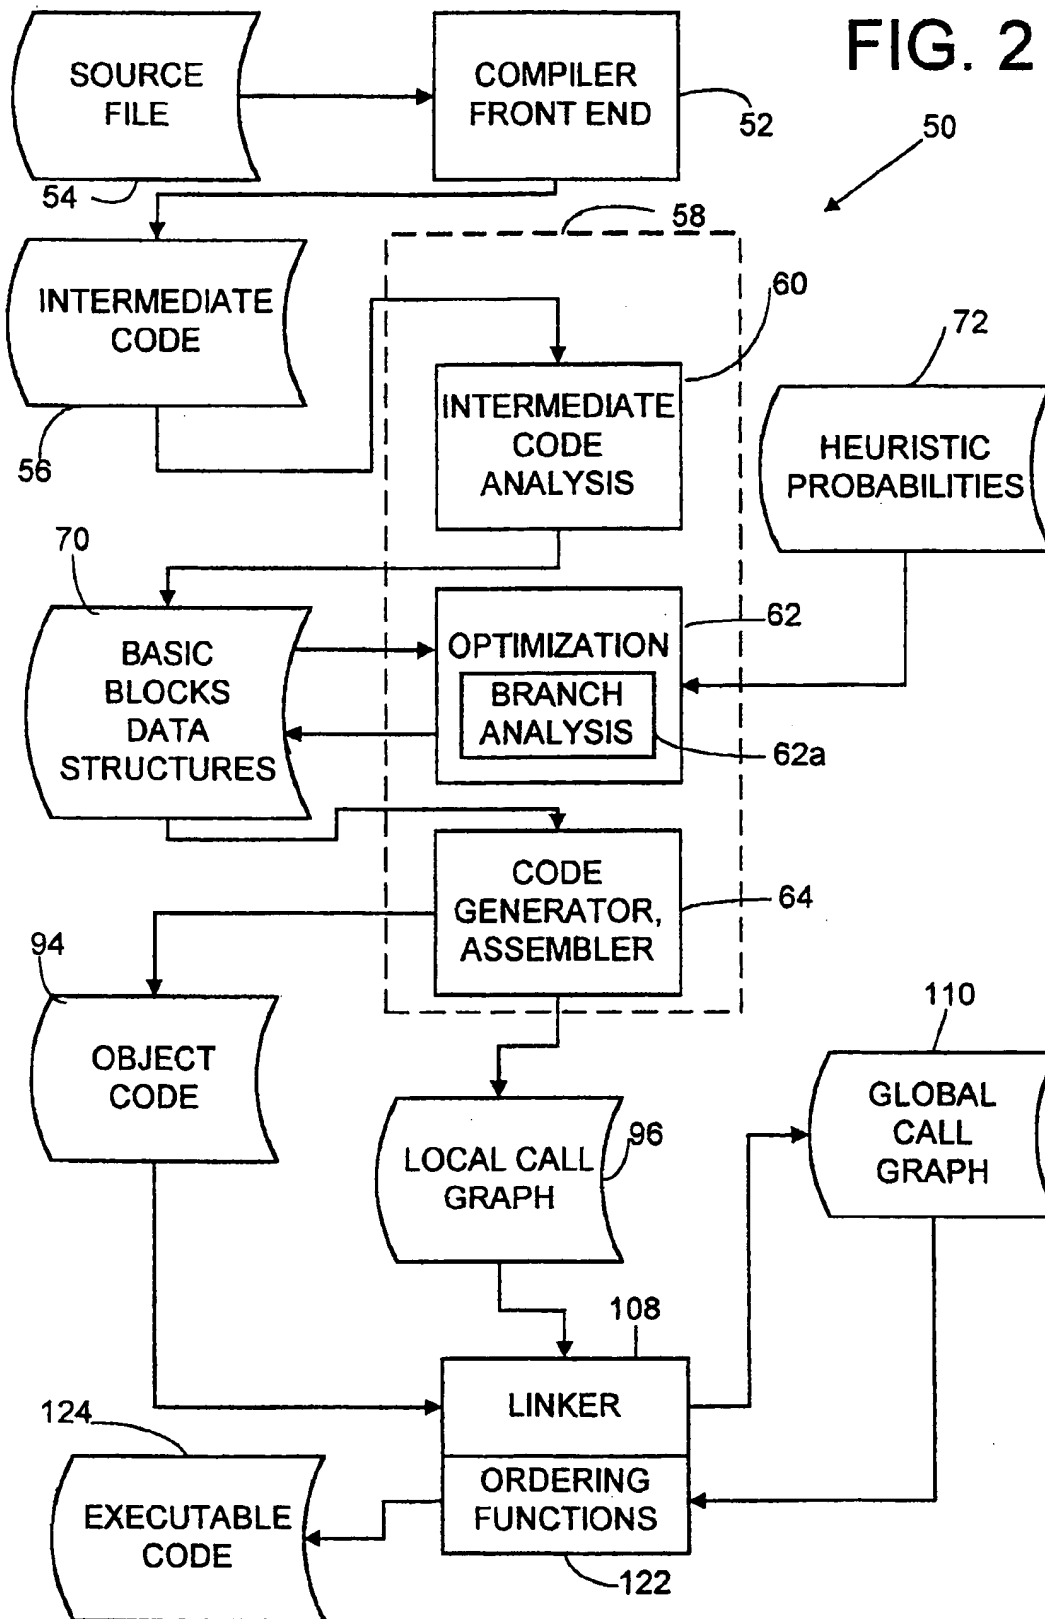 FIG. 2
SOURCE
FILE
COMPILER
FRONT END
52
50
54
58
INTERMEDIATE
CODE
56
60
INTERMEDIATE
CODE
ANALYSIS
72
HEURISTIC
PROBABILITIES
70
BASIC
BLOCKS
DATA
STRUCTURES
62
OPTIMIZATION
BRANCH
ANALYSIS
62a
CODE
GENERATOR,
ASSEMBLER
64
94
OBJECT
CODE
110
GLOBAL
CALL
GRAPH
LOCAL CALL
GRAPH
96
108
LINKER
ORDERING
FUNCTIONS
122
124
EXECUTABLE
CODE